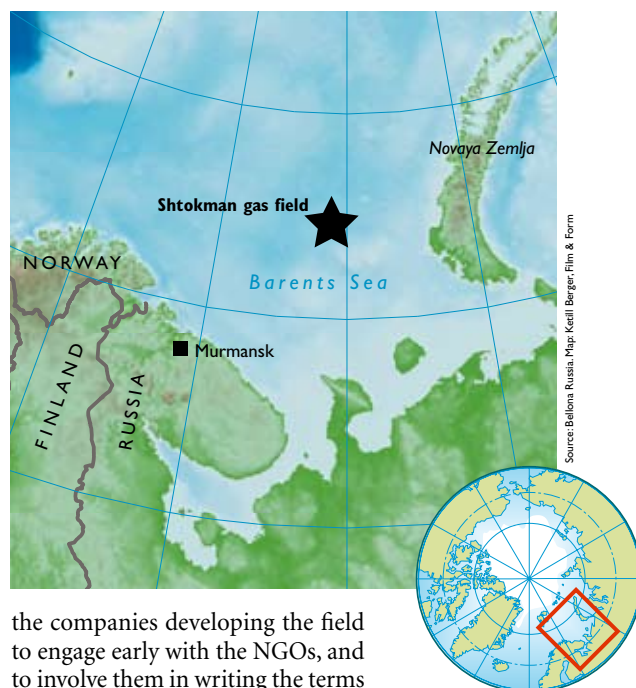 Novaya Zemlja
Shtokman gas field
NORWAY
Barents Sea
Murmansk
FINLAND
RUSSIA
Source: Bellona Russia. Map: Ketill Berger, Film & Form
the companies developing the field
to engage early with the NGOs, and
to involve them in writing the terms